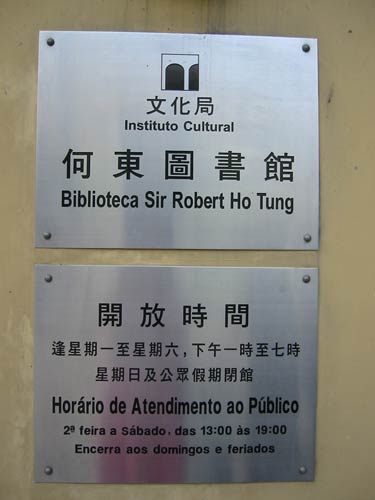 文化局
Instituto Cultural
何東圖書館
Biblioteca Sir Robert Ho Tung
開放時間
逢星期一至星期六，下午一時至七時
星期日及公眾假期閉館
Horário de Atendimento ao Público
2ª feira a Sábado, das 13:00 às 19:00
Encerra aos domingos e feriados